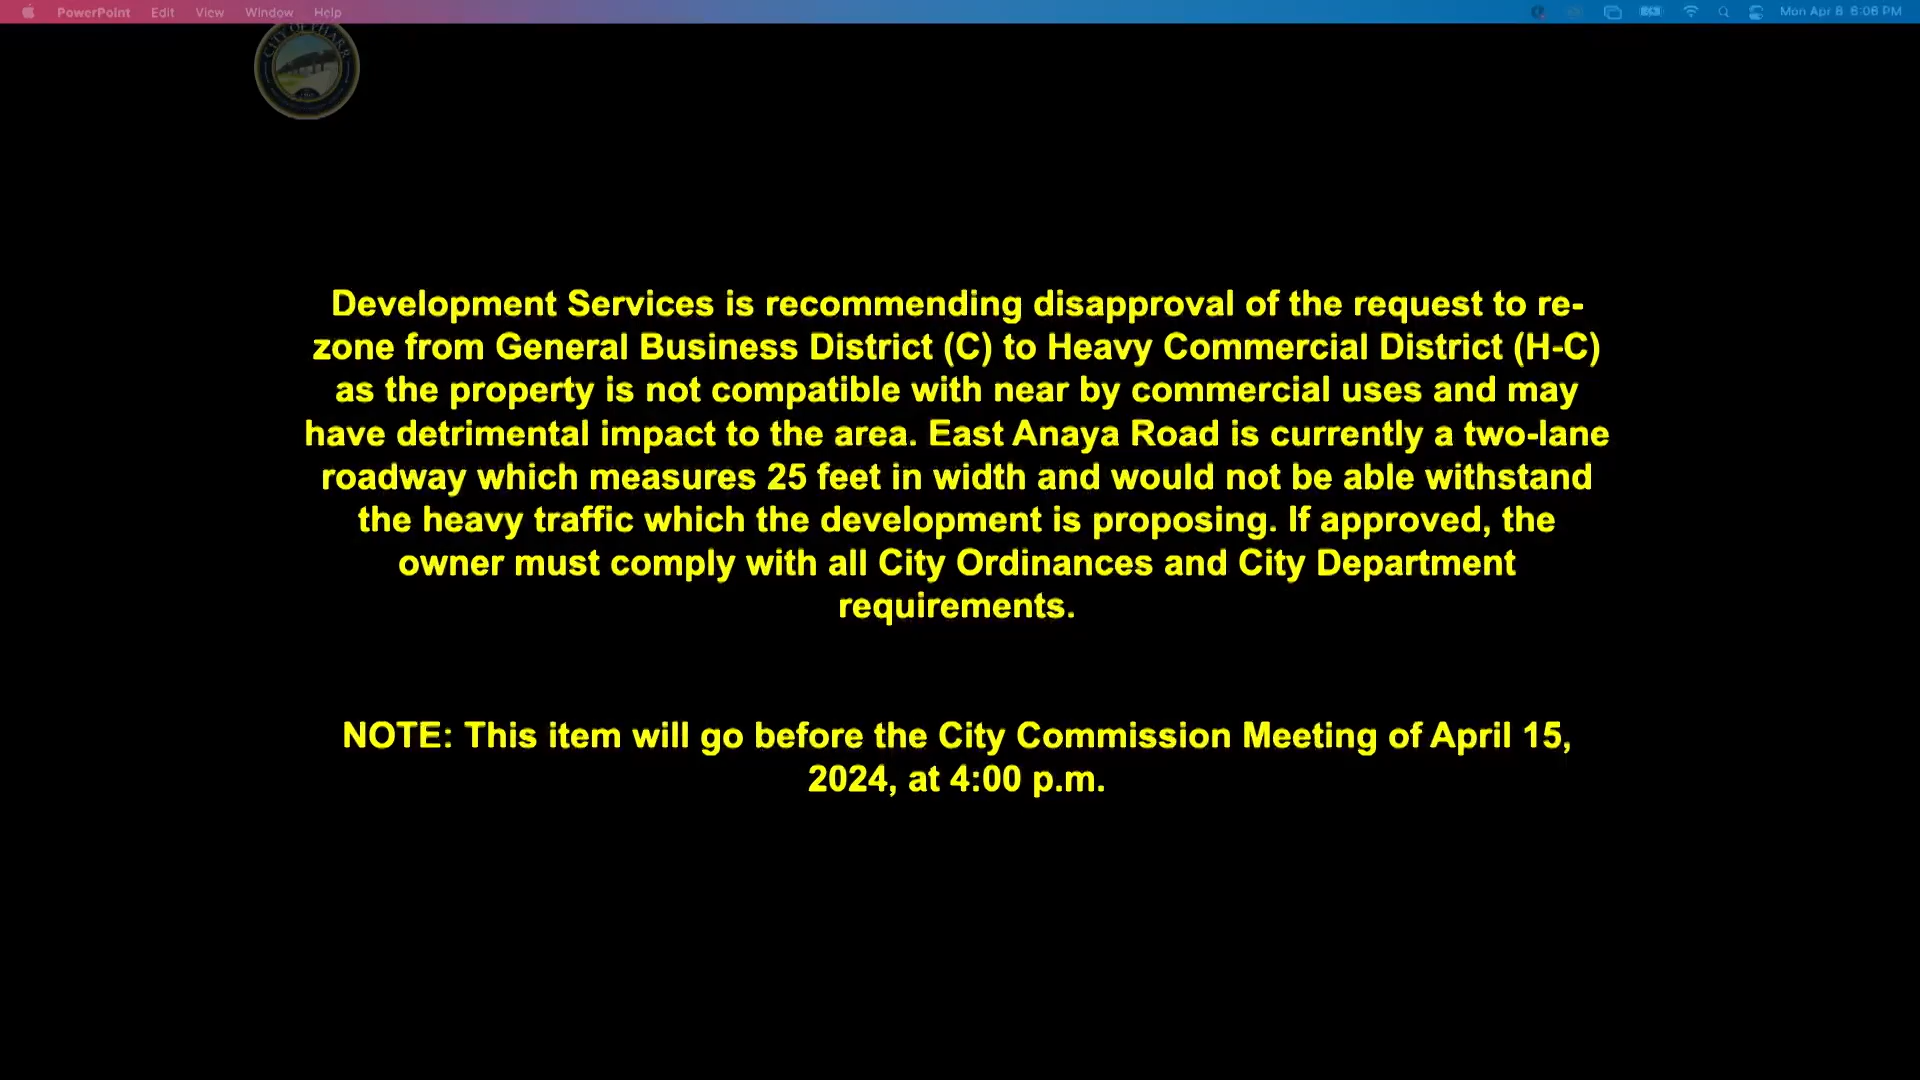 PowerPoint Edit View Window Help Mon Apr 8 6:06 PM
CITY OF PHARR
Development Services is recommending disapproval of the request to re-
zone from General Business District (C) to Heavy Commercial District (H-C)
as the property is not compatible with near by commercial uses and may
have detrimental impact to the area. East Anaya Road is currently a two-lane
roadway which measures 25 feet in width and would not be able withstand
the heavy traffic which the development is proposing. If approved, the
owner must comply with all City Ordinances and City Department
requirements.
NOTE: This item will go before the City Commission Meeting of April 15,
2024, at 4:00 p.m.